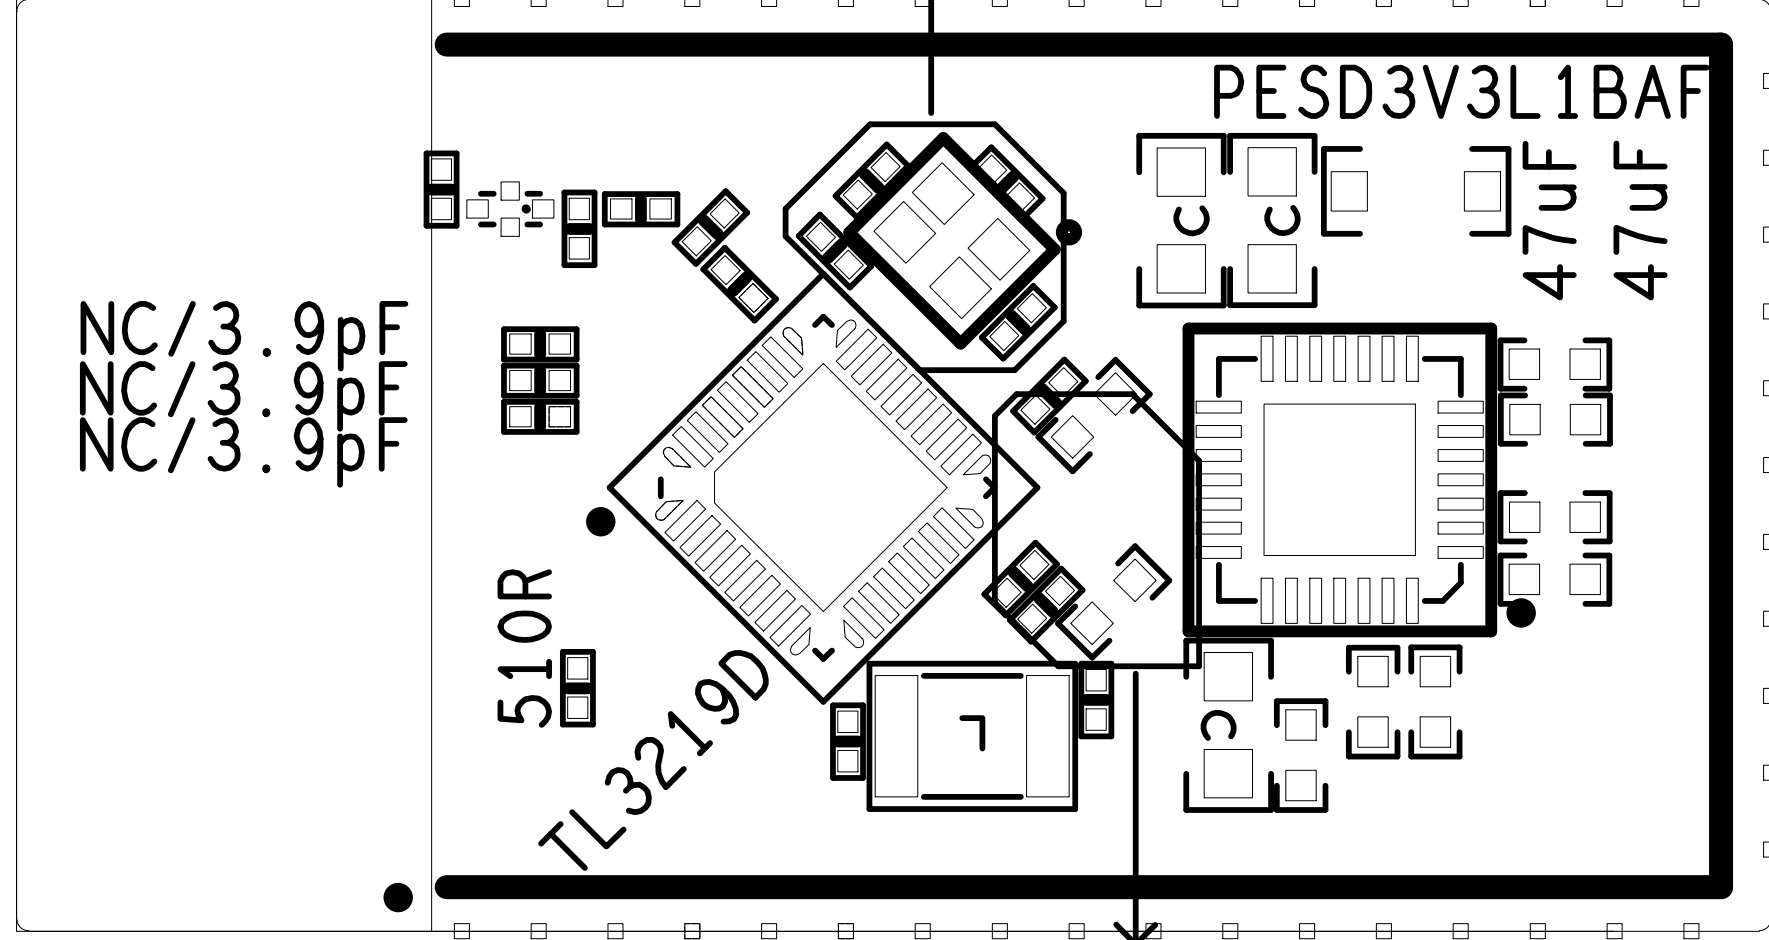 PESD3V3L1BAF
47uF
47uF
NC/3.9pF
NC/3.9pF
NC/3.9pF
510R
TL3219D